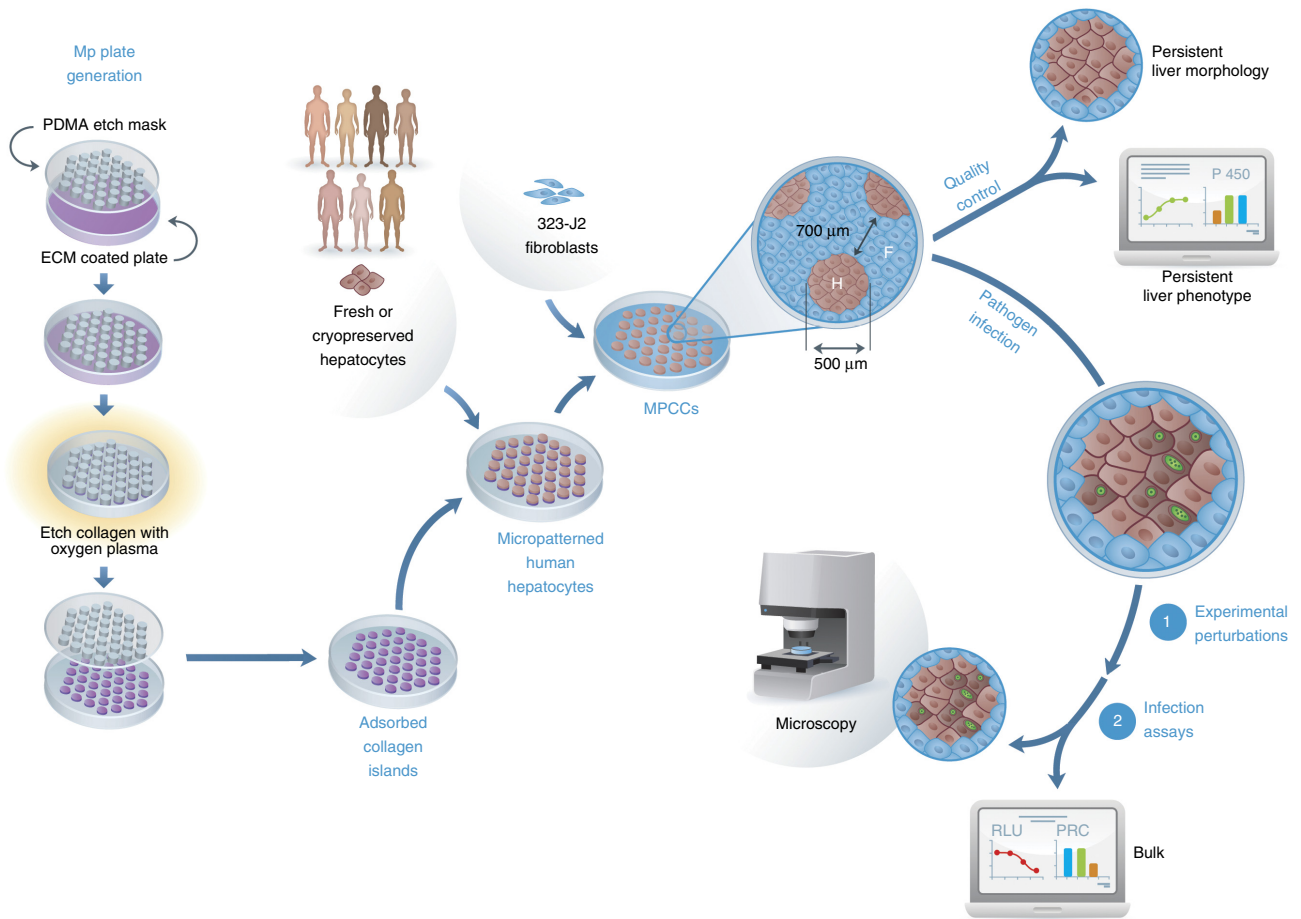 Mp plate
generation
PDMA etch mask
ECM coated plate
Etch collagen with
oxygen plasma
Adsorbed
collagen
islands
Fresh or
cryopreserved
hepatocytes
Micropatterned
human
hepatocytes
323-J2
fibroblasts
MPCCs
700 μm
F
H
500 μm
Quality
control
Persistent
liver morphology
P 450
Persistent
liver phenotype
Pathogen
infection
1
Experimental
perturbations
2
Infection
assays
Microscopy
RLU
PRC
Bulk